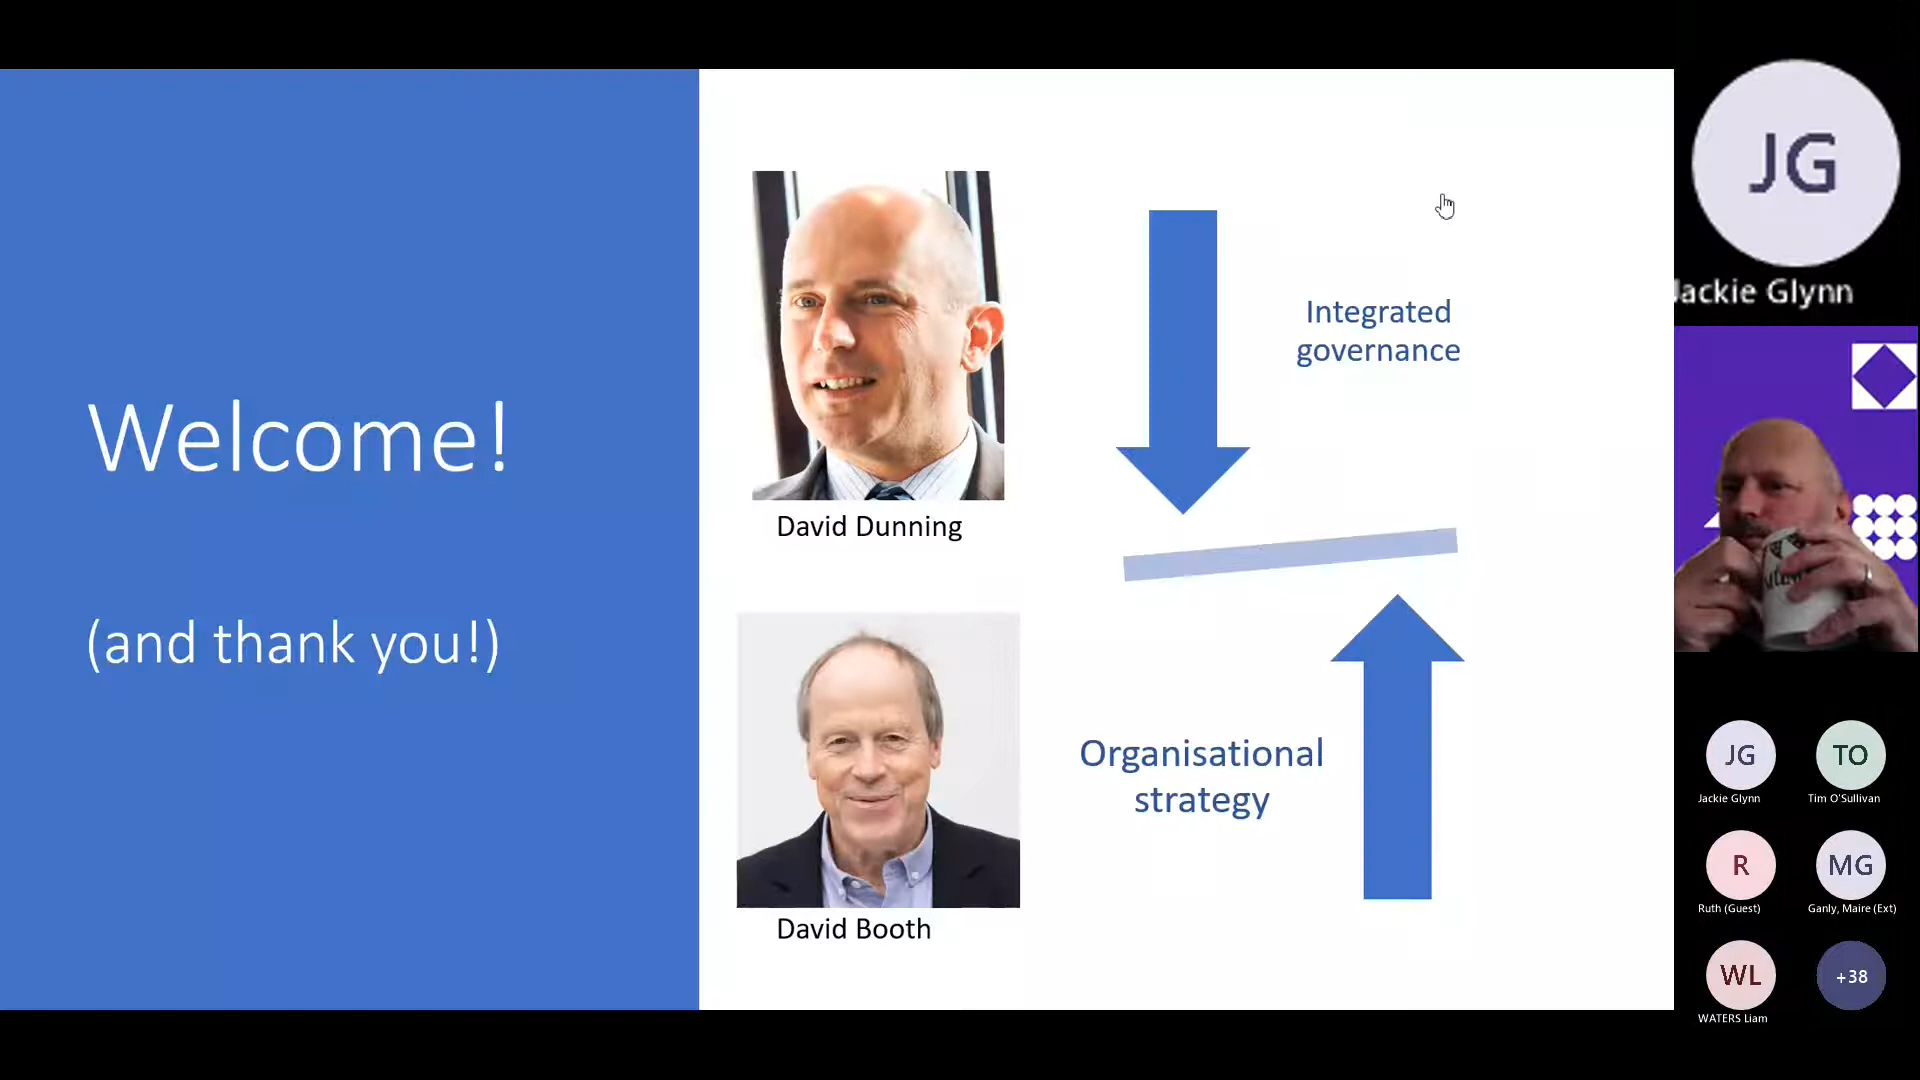 Welcome!
(and thank you!)
David Dunning
David Booth
Integrated
governance
Organisational
strategy
JG
Jackie Glynn
JG
Jackie Glynn
TO
Tim O'Sullivan
R
Ruth (Guest)
MG
Ganly, Maire (Ext)
WL
WATERS Liam
+38